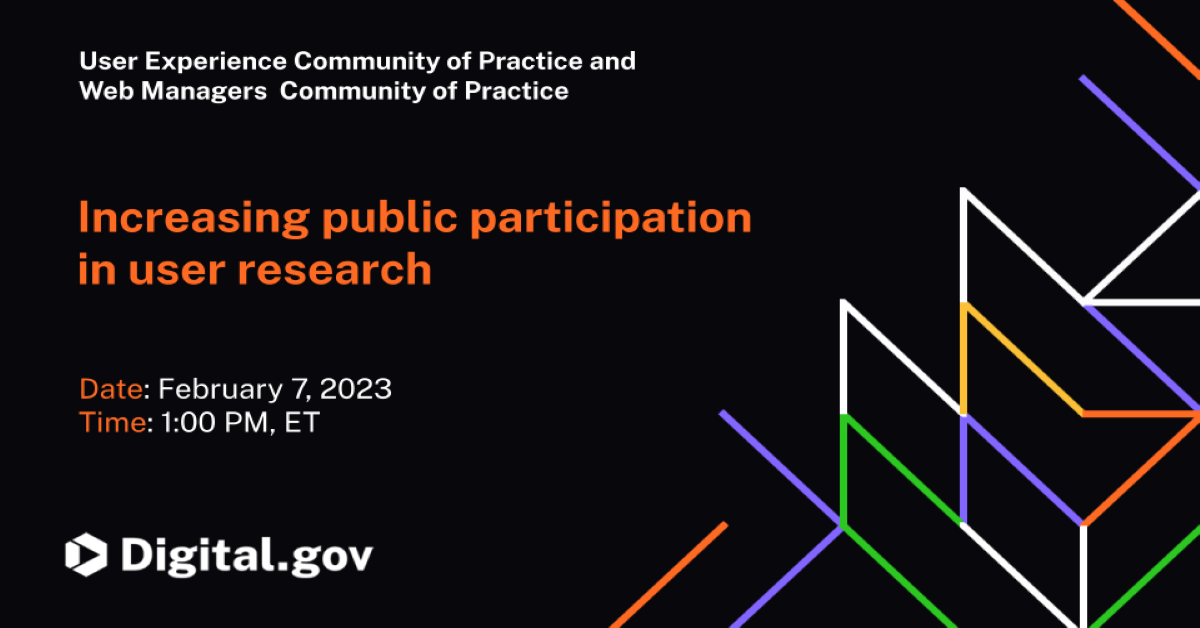 User Experience Community of Practice and
Web Managers  Community of Practice
Increasing public participation
in user research
Date: February 7, 2023
Time: 1:00 PM, ET
Digital.gov